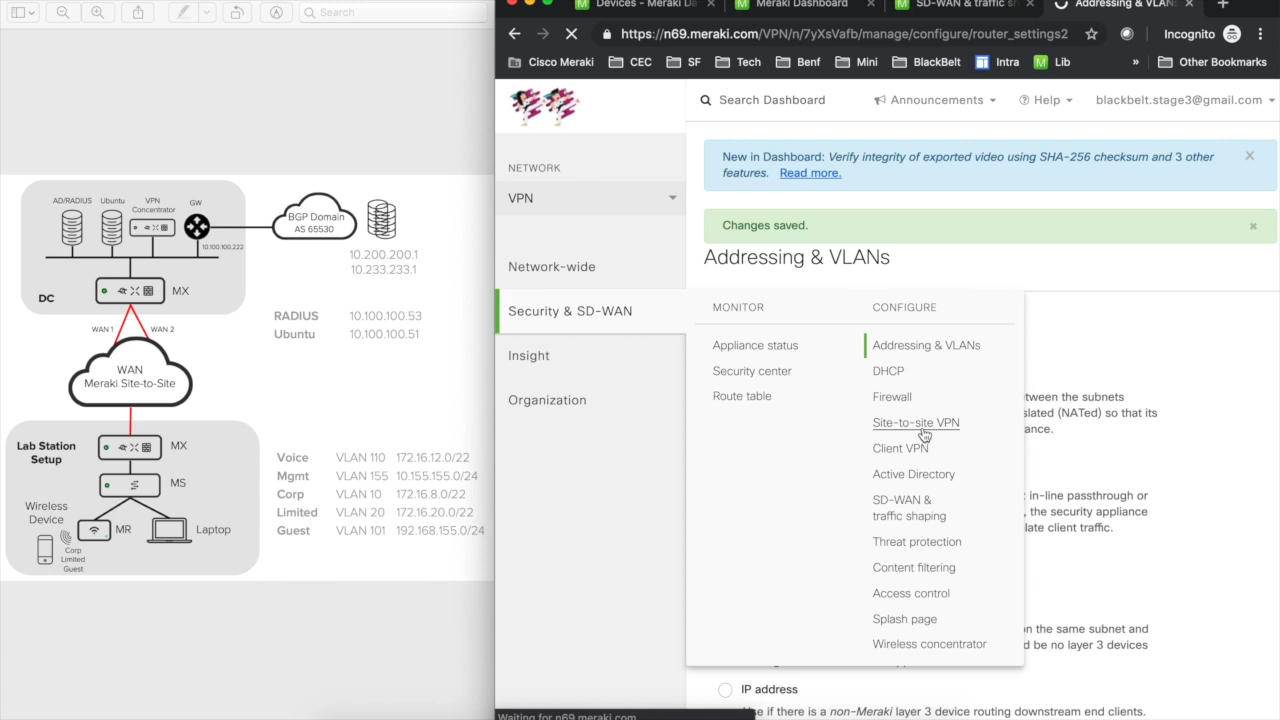 Search
Devices - Meraki Da
Meraki Dashboard
SD-WAN & traffic s
Addressing & VLAN
https://n69.meraki.com/VPN/n/7yXsVafb/manage/configure/router_settings2
Incognito
Cisco Meraki
CEC
SF
Tech
Benf
Mini
BlackBelt
Intra
Lib
»
Other Bookmarks
Search Dashboard
Announcements
Help
blackbelt.stage3@gmail.com
NETWORK
VPN
Network-wide
Security & SD-WAN
Insight
Organization
New in Dashboard: Verify integrity of exported video using SHA-256 checksum and 3 other
features. Read more.
Changes saved.
Addressing & VLANs
MONITOR
Appliance status
Security center
Route table
CONFIGURE
Addressing & VLANs
DHCP
Firewall
Site-to-site VPN
Client VPN
Active Directory
SD-WAN &
traffic shaping
Threat protection
Content filtering
Access control
Splash page
Wireless concentrator
tween the subnets
slated (NATed) so that its
ance.
: in-line passthrough or
, the security appliance
late client traffic.
on the same subnet and
d be no layer 3 devices
IP address
Use if there is a non-Meraki layer 3 device routing downstream end clients.
Waiting for n69.meraki.com
AD/RADIUS
Ubuntu
VPN
Concentrator
GW
10.100.100.222
BGP Domain
AS 65530
10.200.200.1
10.233.233.1
DC
MX
RADIUS 10.100.100.53
Ubuntu 10.100.100.51
WAN 1
WAN 2
WAN
Meraki Site-to-Site
Lab Station
Setup
MX
MS
Wireless
Device
MR
Laptop
Corp
Limited
Guest
Voice VLAN 110 172.16.12.0/22
Mgmt VLAN 155 10.155.155.0/24
Corp VLAN 10 172.16.8.0/22
Limited VLAN 20 172.16.20.0/22
Guest VLAN 101 192.168.155.0/24